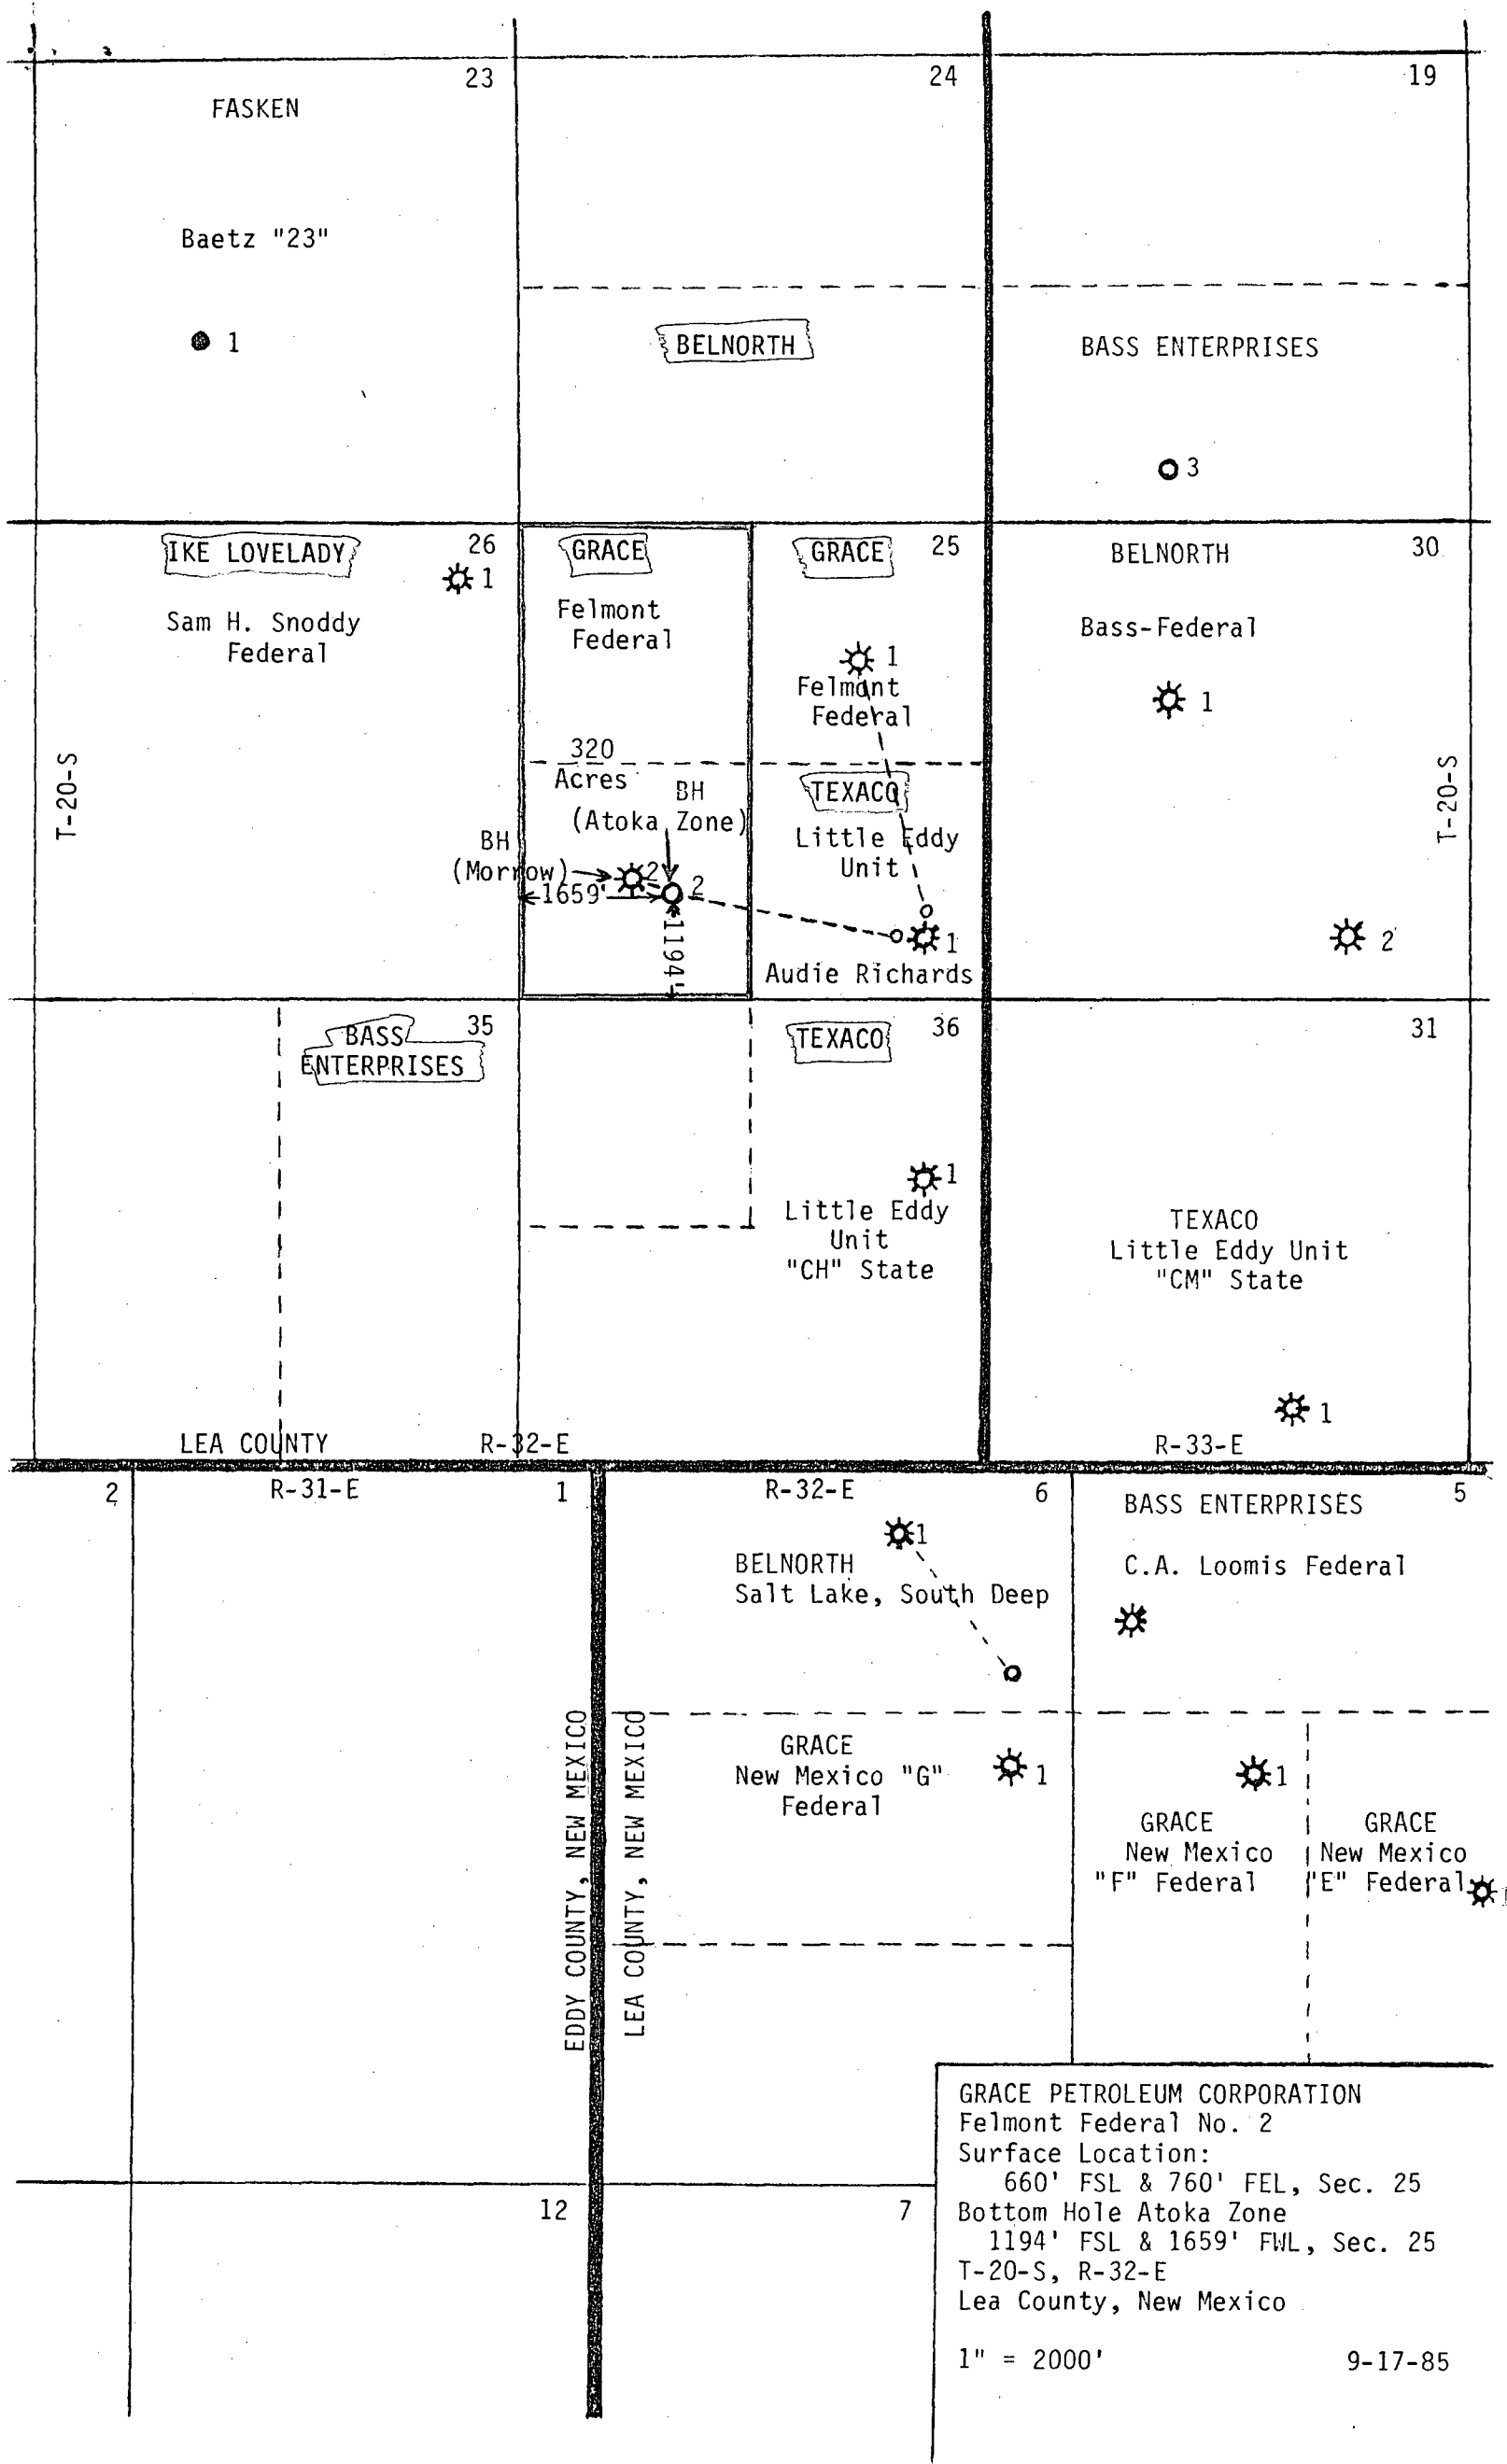 23
24
19
FASKEN
Baetz "23"
1
BELNORTH
BASS ENTERPRISES
3
IKE LOVELADY
26
1
Sam H. Snoddy
Federal
GRACE
Felmont
Federal
GRACE
25
1
Felmont
Federal
BELNORTH
30
Bass-Federal
1
T-20-S
T-20-S
320
Acres
BH
(Atoka Zone)
BH
(Morrow)
2
2
1659'
1194'
TEXACO
Little Eddy
Unit
1
Audie Richards
2
BASS
ENTERPRISES
35
TEXACO
36
31
1
Little Eddy
Unit
"CH" State
TEXACO
Little Eddy Unit
"CM" State
1
LEA COUNTY
R-32-E
R-33-E
2
R-31-E
1
R-32-E
6
BASS ENTERPRISES
5
1
BELNORTH
Salt Lake, South Deep
C.A. Loomis Federal
EDDY COUNTY, NEW MEXICO
LEA COUNTY, NEW MEXICO
GRACE
New Mexico "G"
Federal
1
1
GRACE
New Mexico
"F" Federal
GRACE
New Mexico
"E" Federal
1
12
7
GRACE PETROLEUM CORPORATION
Felmont Federal No. 2
Surface Location:
660' FSL & 760' FEL, Sec. 25
Bottom Hole Atoka Zone
1194' FSL & 1659' FWL, Sec. 25
T-20-S, R-32-E
Lea County, New Mexico
1" = 2000'
9-17-85